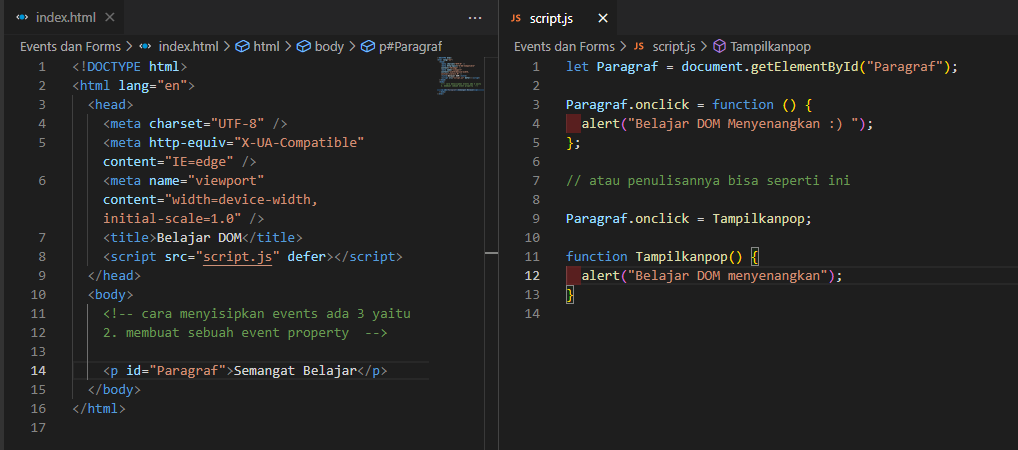 index.html
Events dan Forms > index.html > html > body > p#Paragraf
1 <!DOCTYPE html>
2 <html lang="en">
3 <head>
4 <meta charset="UTF-8" />
5 <meta http-equiv="X-UA-Compatible"
content="IE=edge" />
6 <meta name="viewport"
content="width=device-width,
initial-scale=1.0" />
7 <title>Belajar DOM</title>
8 <script src="script.js" defer></script>
9 </head>
10 <body>
11 <!-- cara menyisipkan events ada 3 yaitu
12 2. membuat sebuah event property -->
13
14 <p id="Paragraf">Semangat Belajar</p>
15 </body>
16 </html>
17
JS script.js
Events dan Forms > JS script.js > Tampilkanpop
1 let Paragraf = document.getElementById("Paragraf");
2
3 Paragraf.onclick = function () {
4 alert("Belajar DOM Menyenangkan :) ");
5 };
6
7 // atau penulisannya bisa seperti ini
8
9 Paragraf.onclick = Tampilkanpop;
10
11 function Tampilkanpop() {
12 alert("Belajar DOM menyenangkan");
13 }
14